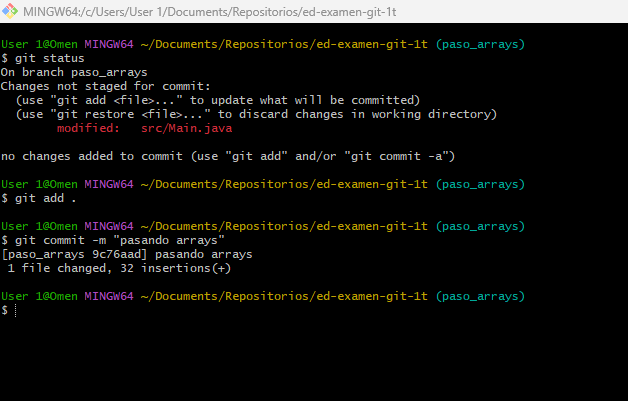 MINGW64:/c/Users/User 1/Documents/Repositorios/ed-examen-git-1t
User 1@Omen MINGW64 ~/Documents/Repositorios/ed-examen-git-1t (paso_arrays)
$ git status
On branch paso_arrays
Changes not staged for commit:
  (use "git add <file>..." to update what will be committed)
  (use "git restore <file>..." to discard changes in working directory)
        modified:   src/Main.java
no changes added to commit (use "git add" and/or "git commit -a")
User 1@Omen MINGW64 ~/Documents/Repositorios/ed-examen-git-1t (paso_arrays)
$ git add .
User 1@Omen MINGW64 ~/Documents/Repositorios/ed-examen-git-1t (paso_arrays)
$ git commit -m "pasando arrays"
[paso_arrays 9c76aad] pasando arrays
 1 file changed, 32 insertions(+)
User 1@Omen MINGW64 ~/Documents/Repositorios/ed-examen-git-1t (paso_arrays)
$